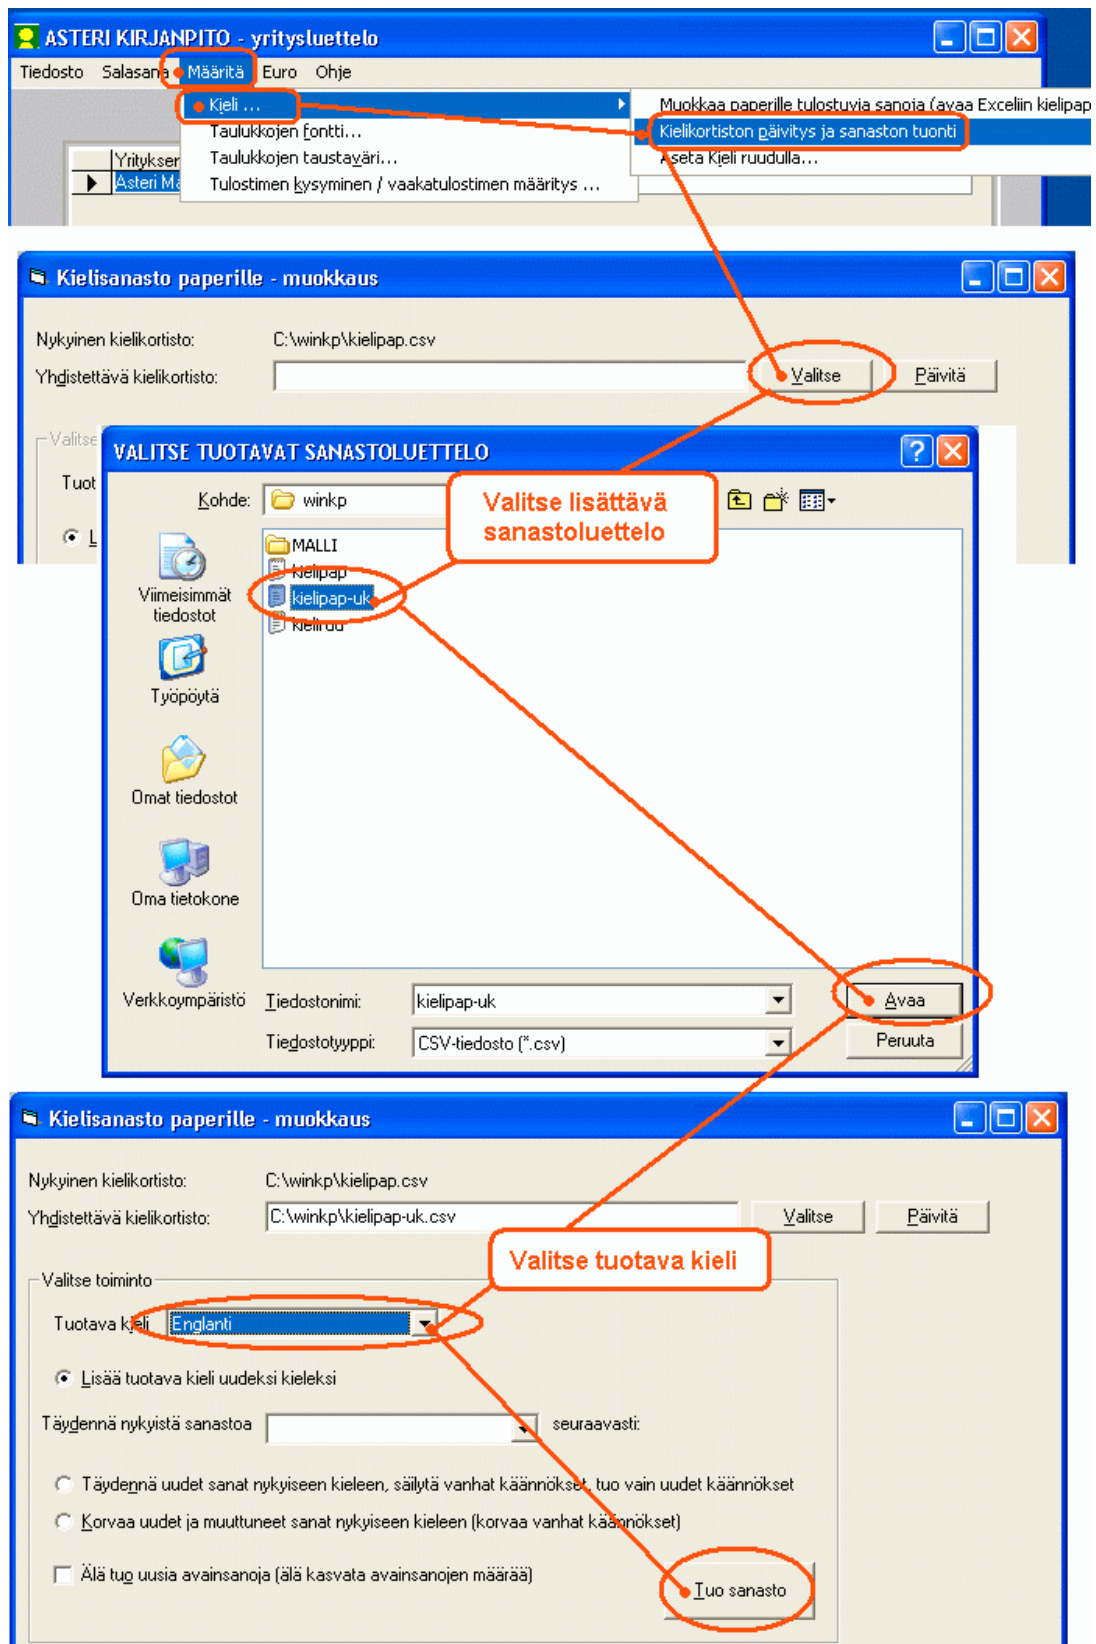 ASTERI KIRJANPITO - yritysluettelo
Tiedosto Salasana Määritä Euro Ohje
Kieli ...
Taulukkojen fontti...
Taulukkojen taustaväri...
Tulostimen kysyminen / vaakatulostimen määritys ...
Muokkaa paperille tulostuvia sanoja (avaa Exceliin kielipap
Kielikortiston päivitys ja sanaston tuonti
Aseta Kieli ruudulla...
Yrityksen
Asteri Ma
Kielisanasto paperille - muokkaus
Nykyinen kielikortisto: C:\winkp\kielipap.csv
Yhdistettävä kielikortisto: Valitse Päivitä
Valitse
Tuot
L
VALITSE TUOTAVAT SANASTOLUETTELO
Kohde: winkp
Valitse lisättävä
sanastoluettelo
MALLI
kielipap
kielipap-uk
kieliruu
Viimeisimmät
tiedostot
Työpöytä
Omat tiedostot
Oma tietokone
Verkkoympäristö
Tiedostonimi: kielipap-uk Avaa
Tiedostotyyppi: CSV-tiedosto (*.csv) Peruuta
Kielisanasto paperille - muokkaus
Nykyinen kielikortisto: C:\winkp\kielipap.csv
Yhdistettävä kielikortisto: C:\winkp\kielipap-uk.csv Valitse Päivitä
Valitse tuotava kieli
Valitse toiminto
Tuotava kieli Englanti
Lisää tuotava kieli uudeksi kieleksi
Täydennä nykyistä sanastoa seuraavasti:
Täydennä uudet sanat nykyiseen kieleen, säilytä vanhat käännökset, tuo vain uudet käännökset
Korvaa uudet ja muuttuneet sanat nykyiseen kieleen (korvaa vanhat käännökset)
Älä tuo uusia avainsanoja (älä kasvata avainsanojen määrää)
Tuo sanasto